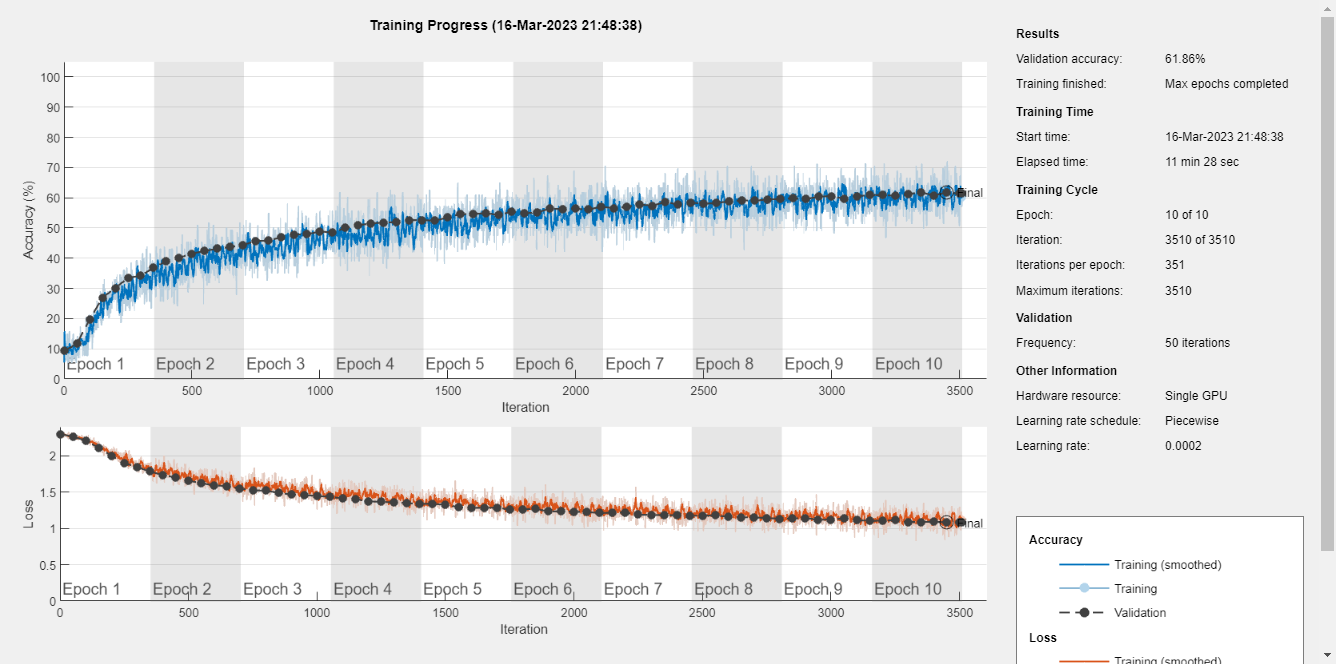 Training Progress (16-Mar-2023 21:48:38)
Accuracy (%)
100
90
80
70
60
50
40
30
20
10
0
Final
Epoch 1 Epoch 2 Epoch 3 Epoch 4 Epoch 5 Epoch 6 Epoch 7 Epoch 8 Epoch 9 Epoch 10
0 500 1000 1500 2000 2500 3000 3500
Iteration
Loss
2
1.5
1
0.5
0
Final
Epoch 1 Epoch 2 Epoch 3 Epoch 4 Epoch 5 Epoch 6 Epoch 7 Epoch 8 Epoch 9 Epoch 10
0 500 1000 1500 2000 2500 3000 3500
Iteration
Results
Validation accuracy: 61.86%
Training finished: Max epochs completed
Training Time
Start time: 16-Mar-2023 21:48:38
Elapsed time: 11 min 28 sec
Training Cycle
Epoch: 10 of 10
Iteration: 3510 of 3510
Iterations per epoch: 351
Maximum iterations: 3510
Validation
Frequency: 50 iterations
Other Information
Hardware resource: Single GPU
Learning rate schedule: Piecewise
Learning rate: 0.0002
Accuracy
Training (smoothed)
Training
Validation
Loss
Training (smoothed)